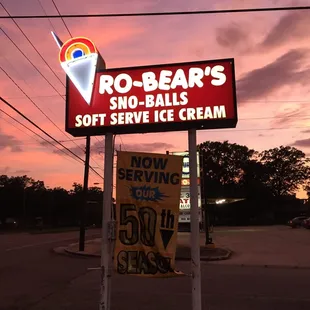 RO-BEAR'S
SNO-BALLS
SOFT SERVE ICE CREAM
NOW
SERVING
OUR
50th
SEASON